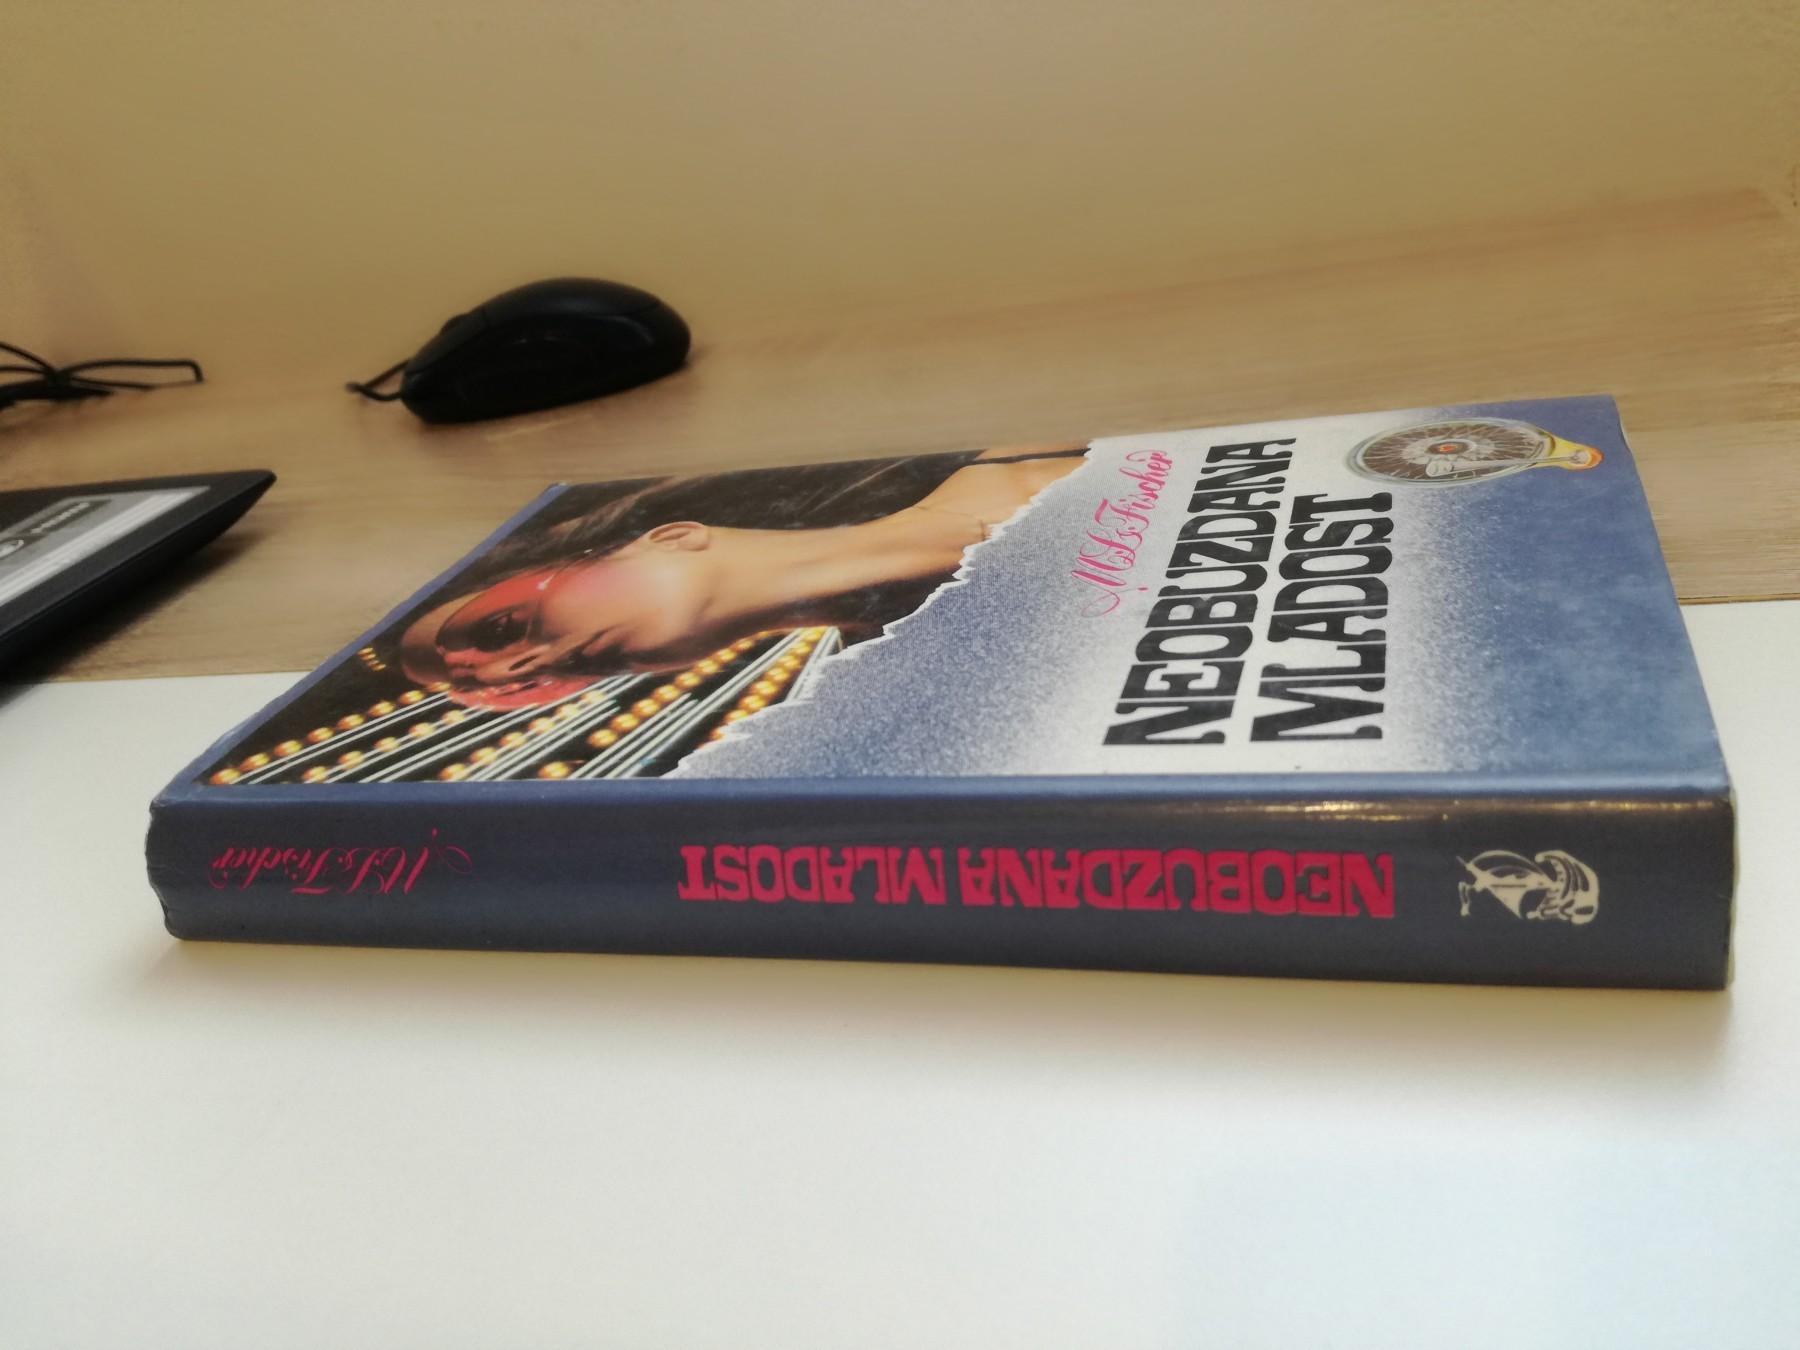 M. L. Fischer
NEOBUZDANA
MLADOST
M. L. Fischer
NEOBUZDANA MLADOST